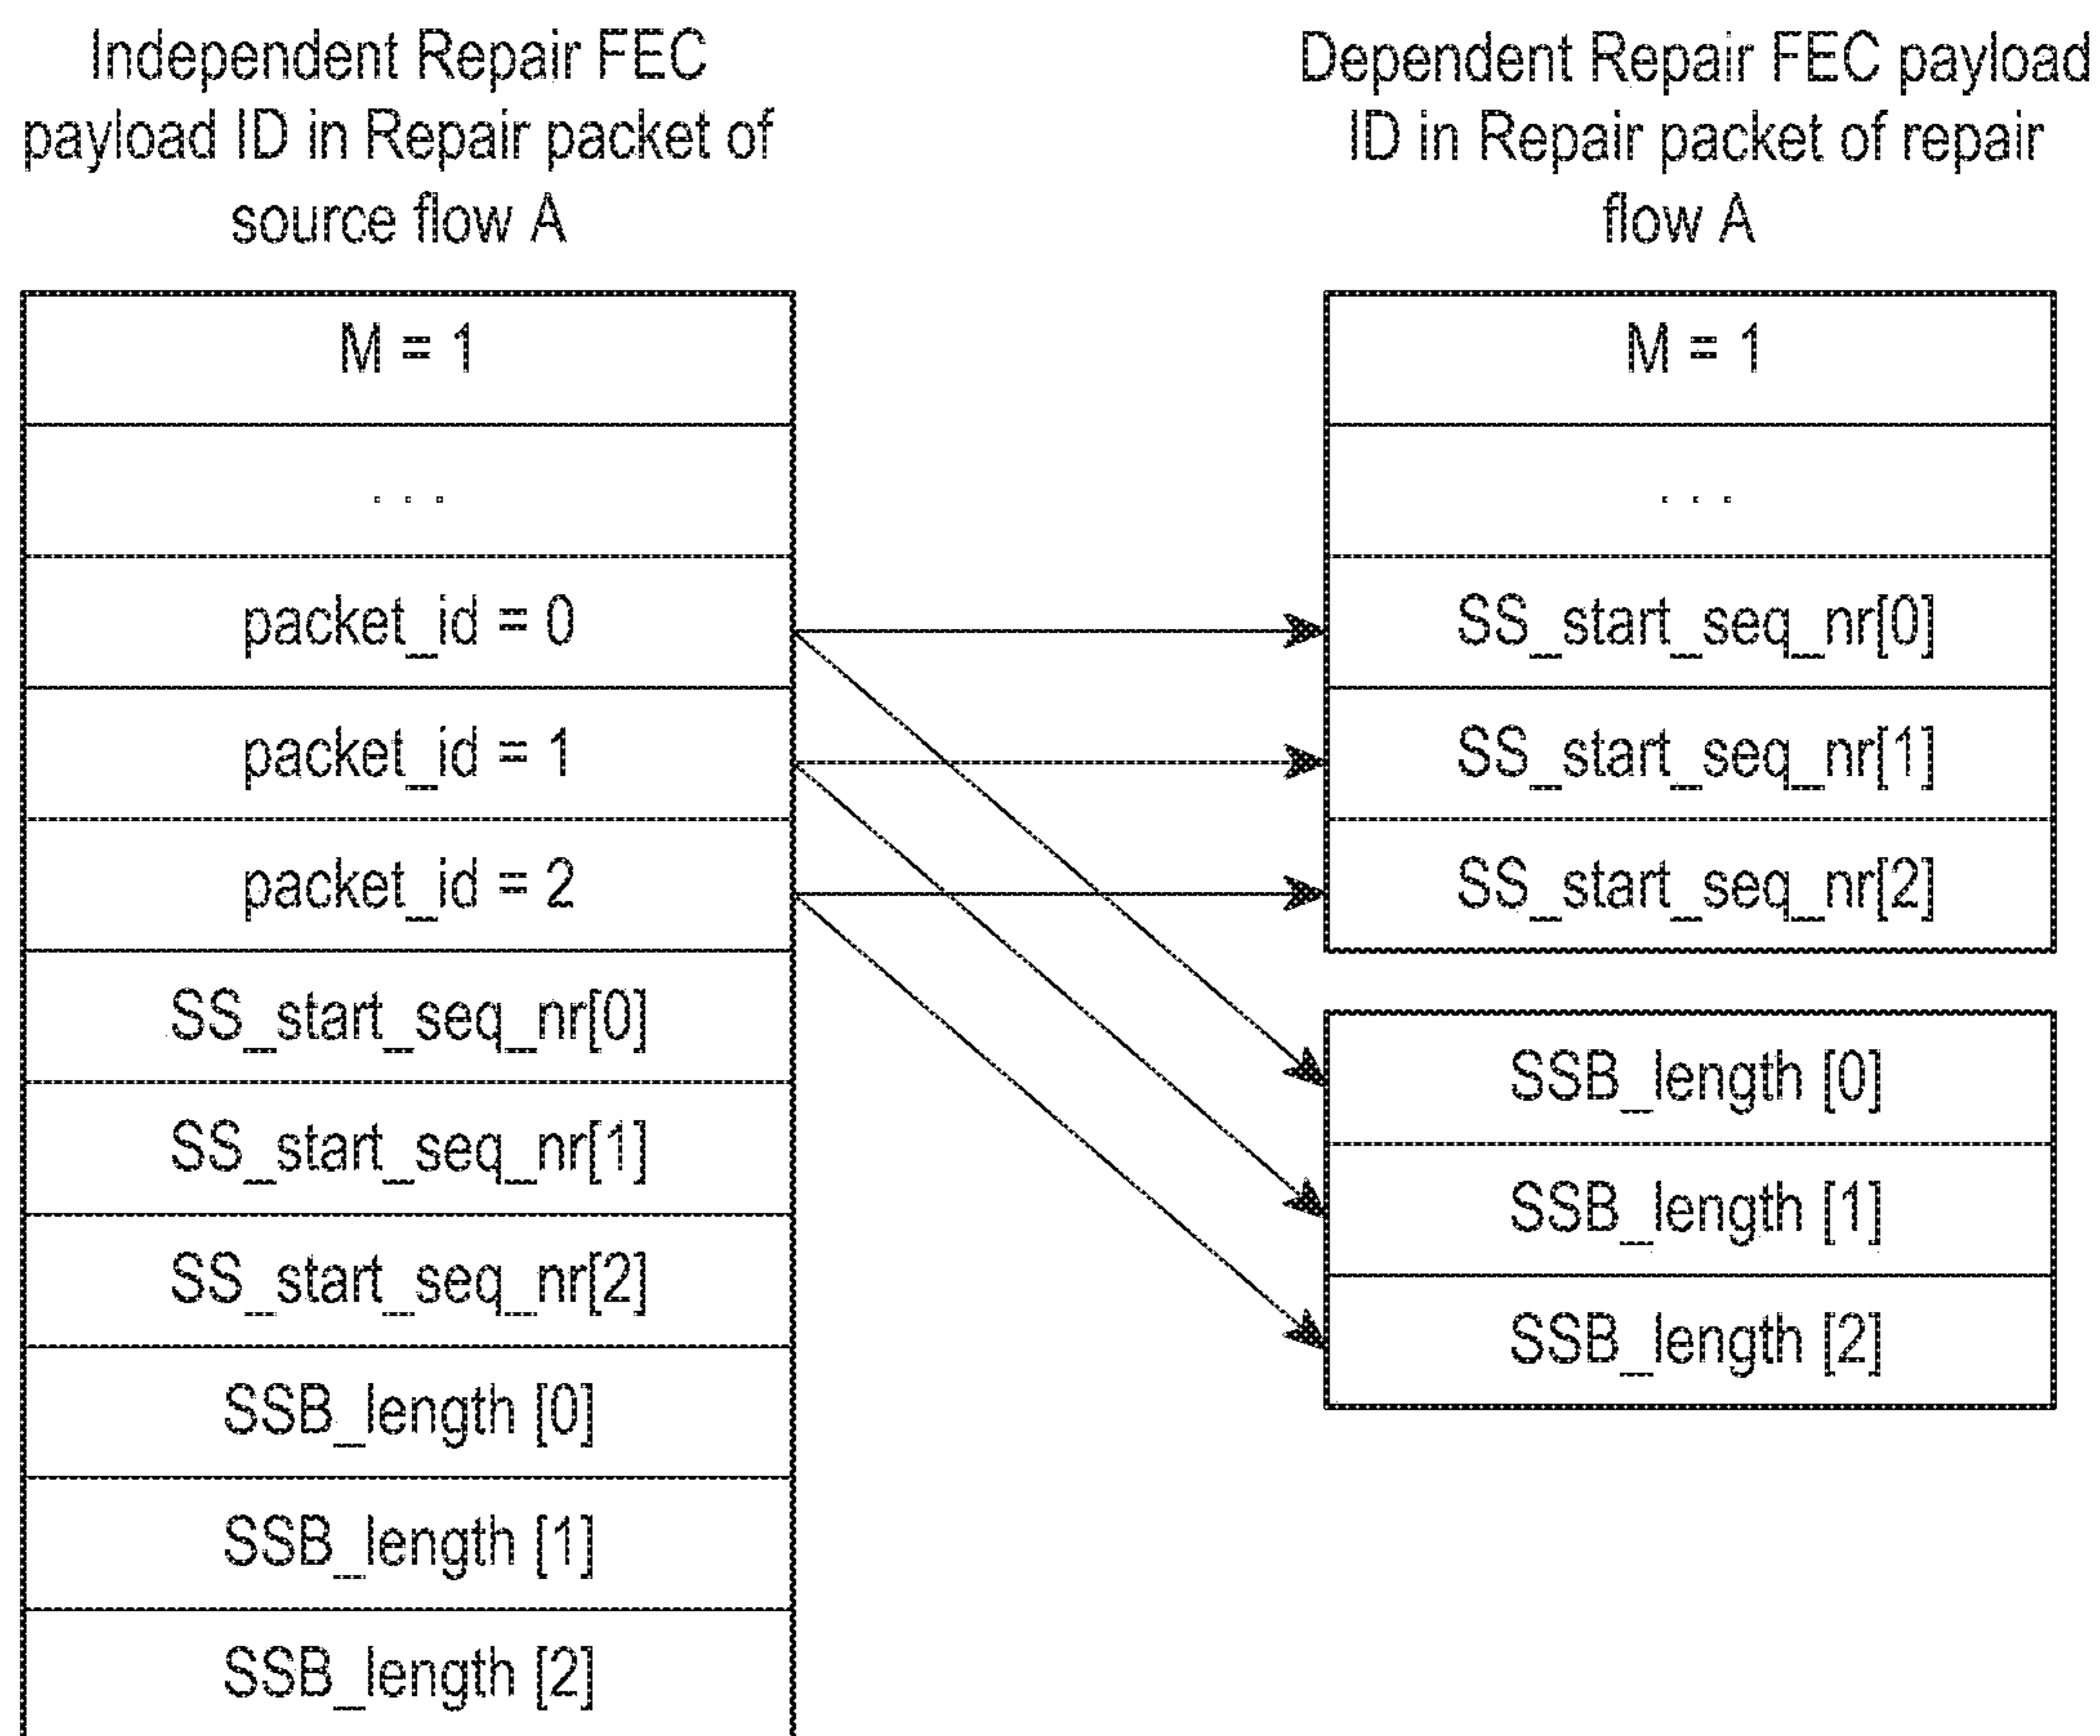 Independent Repair FEC
payload ID in Repair packet of
source flow A
M = 1
. . .
packet_id = 0
packet_id = 1
packet_id = 2
SS_start_seq_nr[0]
SS_start_seq_nr[1]
SS_start_seq_nr[2]
SSB_length [0]
SSB_length [1]
SSB_length [2]
Dependent Repair FEC payload
ID in Repair packet of repair
flow A
M = 1
. . .
SS_start_seq_nr[0]
SS_start_seq_nr[1]
SS_start_seq_nr[2]
SSB_length [0]
SSB_length [1]
SSB_length [2]